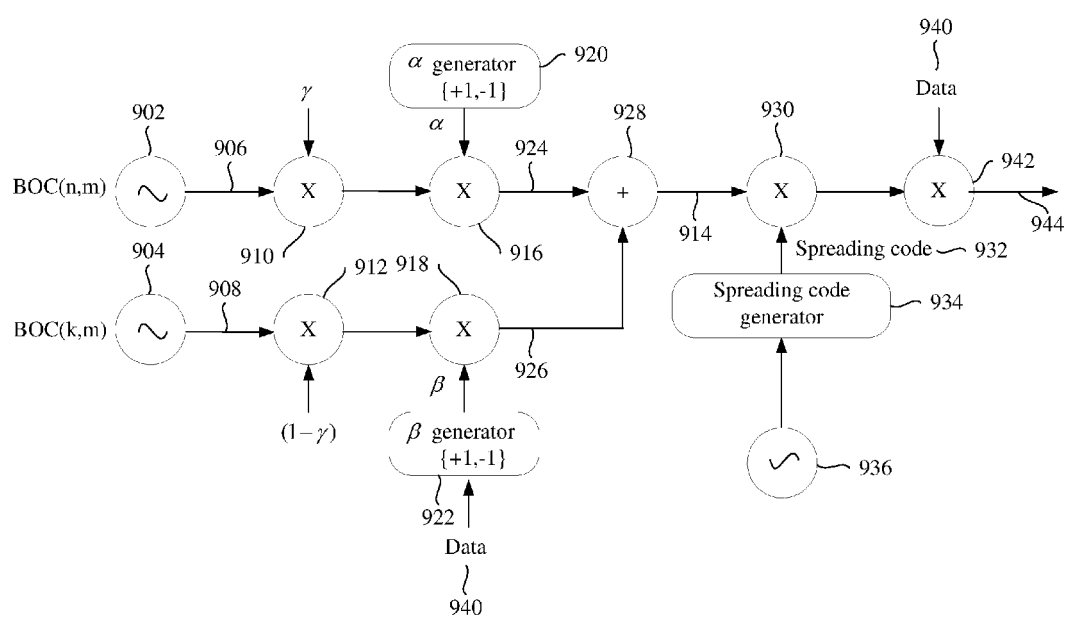 940
α generator
{+1,-1}
920
Data
γ
α
902
906
924
928
930
942
BOC(n,m)
X
X
+
X
X
910
916
914
944
904
908
912
918
Spreading code
932
BOC(k,m)
X
X
926
Spreading code
generator
934
β
(1−γ)
β generator
{+1,-1}
922
936
Data
940